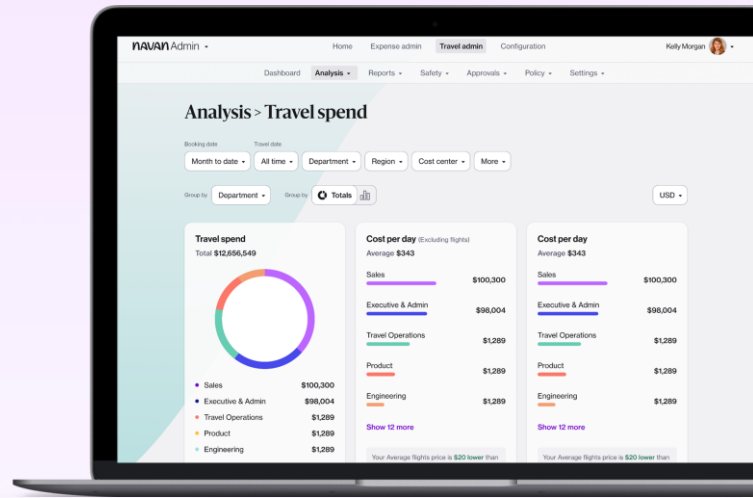 NAVAN Admin
Home Expense admin Travel admin Configuration
Kelly Morgan
Dashboard Analysis Reports Safety Approvals Policy Settings
Analysis > Travel spend
Booking date Travel date
Month to date All time Department Region Cost center More
Group by Department Group by Totals
USD
Travel spend
Total $12,656,549
Sales $100,300
Executive & Admin $98,004
Travel Operations $1,289
Product $1,289
Engineering $1,289
Cost per day (Excluding flights)
Average $343
Sales
$100,300
Executive & Admin
$98,004
Travel Operations
$1,289
Product
$1,289
Engineering
$1,289
Show 12 more
Your Average flights price is $20 lower than
Cost per day
Average $343
Sales
$100,300
Executive & Admin
$98,004
Travel Operations
$1,289
Product
$1,289
Engineering
$1,289
Show 12 more
Your Average flights price is $20 lower than